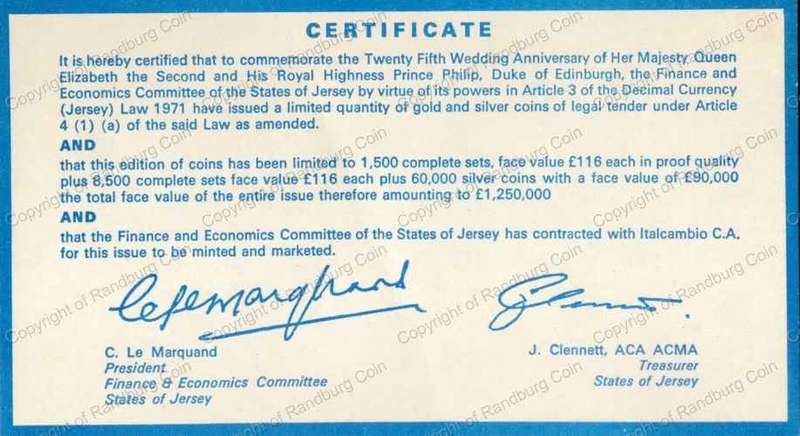 CERTIFICATE
It is hereby certified that to commemorate the Twenty Fifth Wedding Anniversary of Her Majesty Queen
Elizabeth the Second and His Royal Highness Prince Philip, Duke of Edinburgh, the Finance and
Economics Committee of the States of Jersey by virtue of its powers in Article 3 of the Decimal Currency
(Jersey) Law 1971 have issued a limited quantity of gold and silver coins of legal tender under Article
4 (1) (a) of the said Law as amended.
AND
that this edition of coins has been limited to 1,500 complete sets, face value £116 each in proof quality
plus 8,500 complete sets face value £116 each plus 60,000 silver coins with a face value of £90,000
the total face value of the entire issue therefore amounting to £1,250,000
AND
that the Finance and Economics Committee of the States of Jersey has contracted with Italcambio C.A.
for this issue to be minted and marketed.
C. Le Marquand
President
Finance & Economics Committee
States of Jersey
J. Clennett, ACA ACMA
Treasurer
States of Jersey
Copyright of Randburg Coin